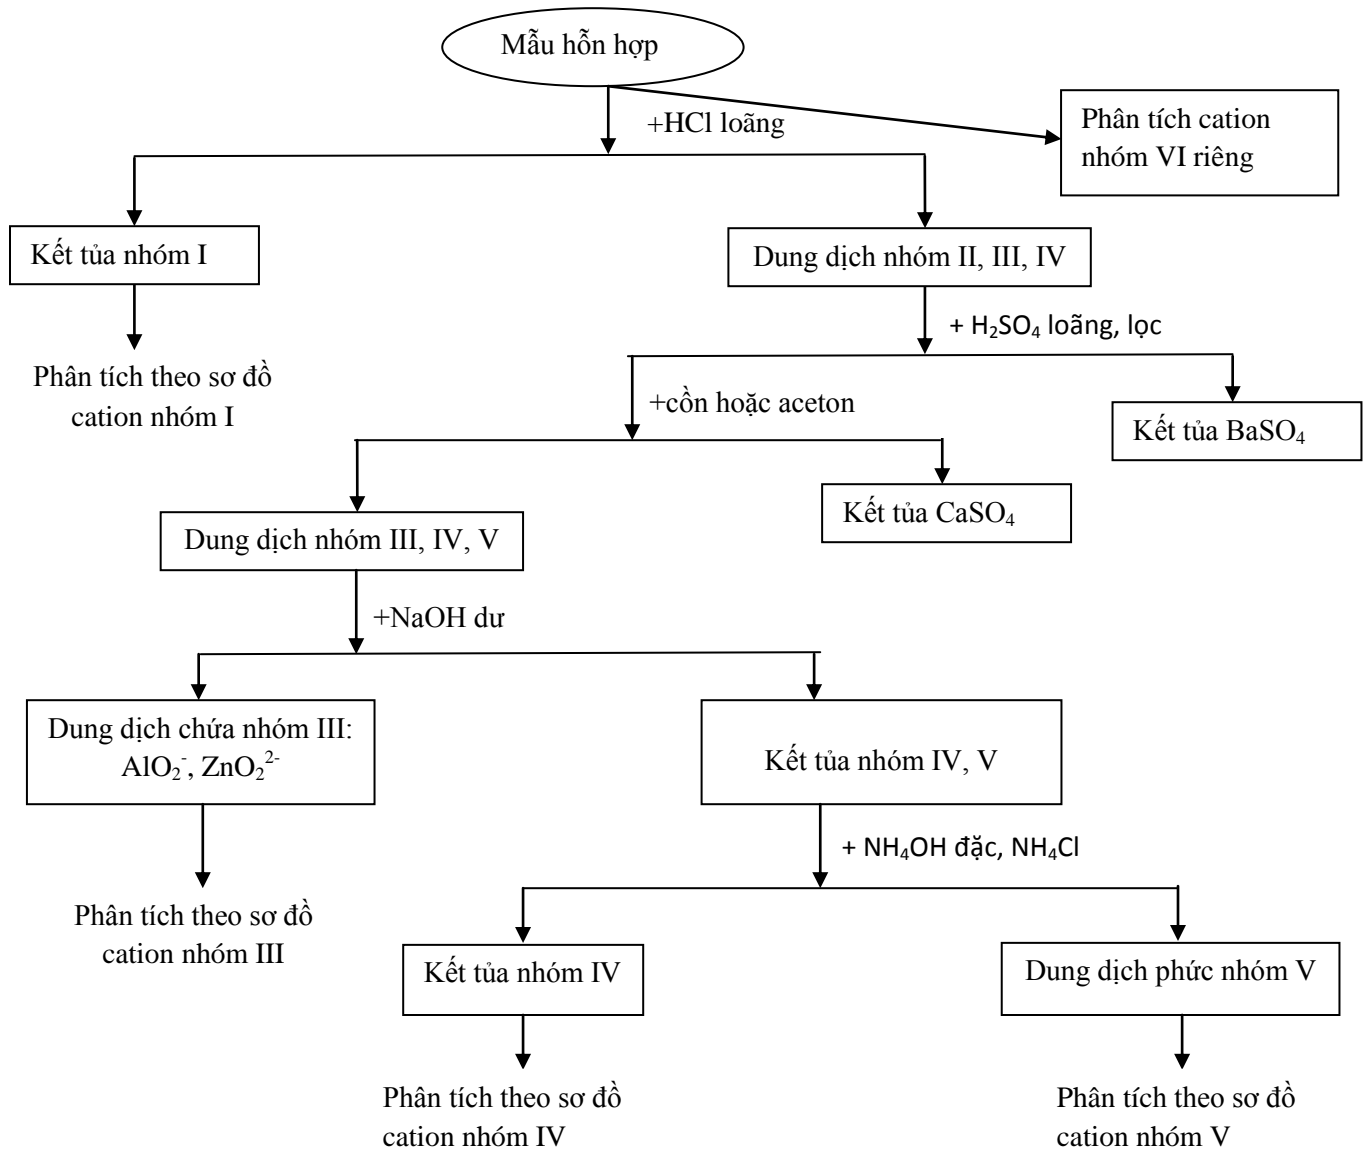 Mẫu hỗn hợp
+HCl loãng
Phân tích cation
nhóm VI riêng
Kết tủa nhóm I
Dung dịch nhóm II, III, IV
+ H₂SO₄ loãng, lọc
Phân tích theo sơ đồ
cation nhóm I
+cồn hoặc aceton
Kết tủa BaSO₄
Kết tủa CaSO₄
Dung dịch nhóm III, IV, V
+NaOH dư
Dung dịch chứa nhóm III:
AlO₂⁻, ZnO₂²⁻
Kết tủa nhóm IV, V
+ NH₄OH đặc, NH₄Cl
Phân tích theo sơ đồ
cation nhóm III
Kết tủa nhóm IV
Dung dịch phức nhóm V
Phân tích theo sơ đồ
cation nhóm IV
Phân tích theo sơ đồ
cation nhóm V